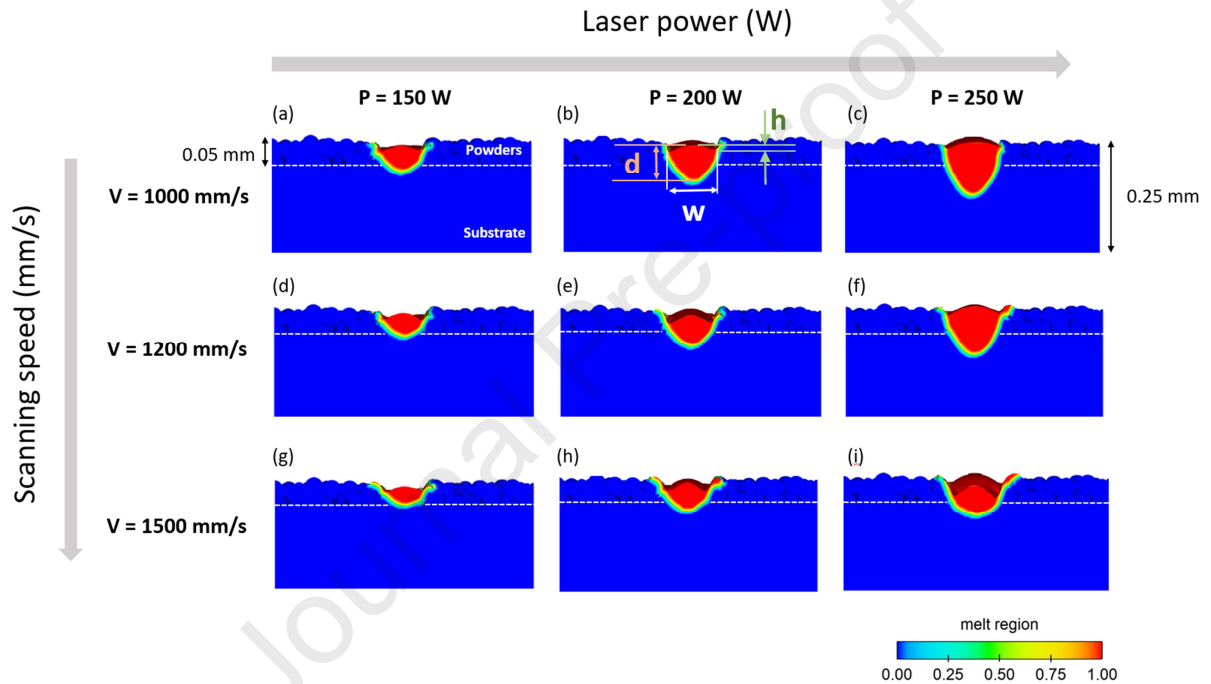 Laser power (W)
P = 150 W
P = 200 W
P = 250 W
(a)
(b)
(c)
h
0.05 mm
Powders
d
V = 1000 mm/s
w
0.25 mm
Substrate
Scanning speed (mm/s)
(d)
(e)
(f)
V = 1200 mm/s
(g)
(h)
(i)
V = 1500 mm/s
melt region
0.00 0.25 0.50 0.75 1.00
Journal Pre-proof